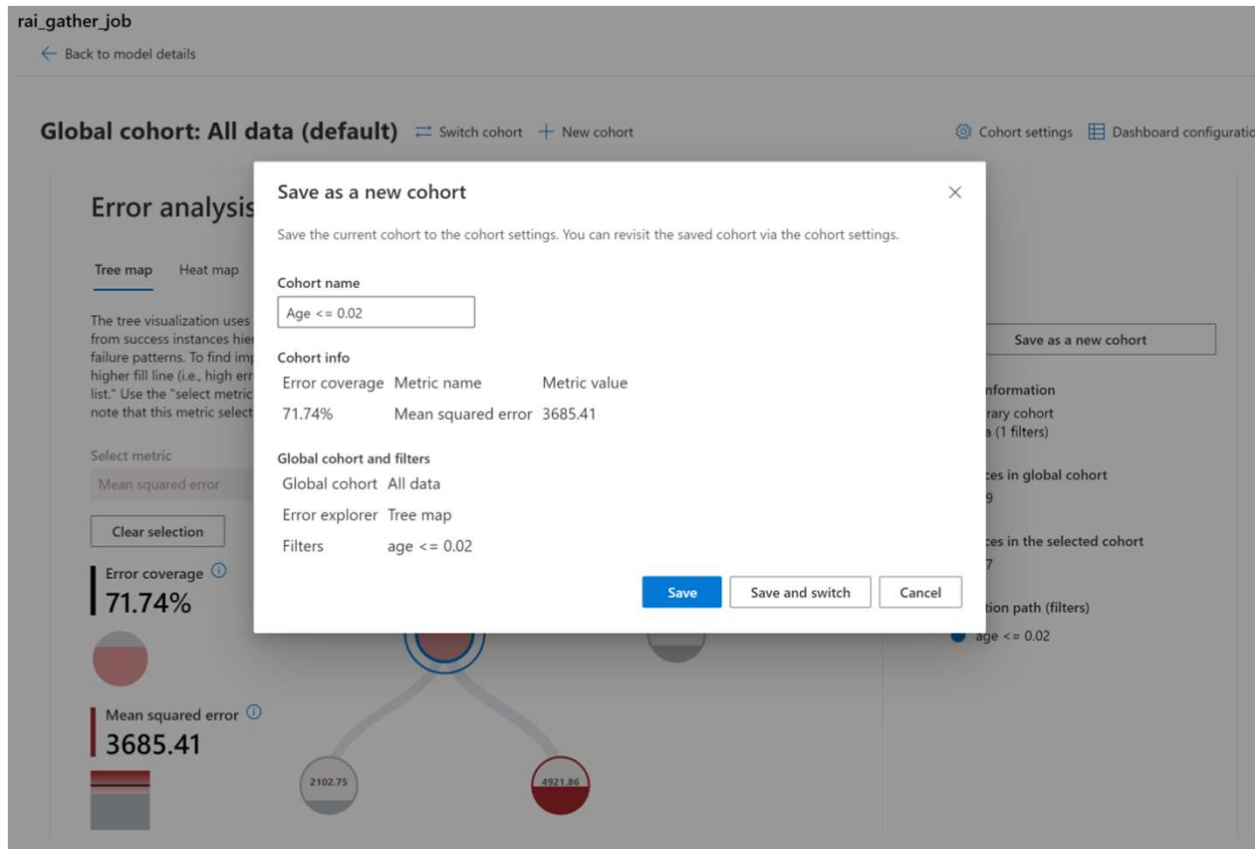 rai_gather_job
Back to model details
Global cohort: All data (default) Switch cohort New cohort Cohort settings Dashboard configuratio
Error analysis
Tree map Heat map
The tree visualization uses
from success instances hie
failure patterns. To find imp
higher fill line (i.e., high err
list." Use the "select metric
note that this metric select
Select metric
Mean squared error
Clear selection
Error coverage
71.74%
Mean squared error
3685.41
2102.75
4921.86
Save as a new cohort
Save the current cohort to the cohort settings. You can revisit the saved cohort via the cohort settings.
Cohort name
Age <= 0.02
Cohort info
Error coverage Metric name Metric value
71.74% Mean squared error 3685.41
Global cohort and filters
Global cohort All data
Error explorer Tree map
Filters age <= 0.02
Save Save and switch Cancel
Save as a new cohort
nformation
rary cohort
a (1 filters)
ces in global cohort
9
ces in the selected cohort
7
tion path (filters)
age <= 0.02